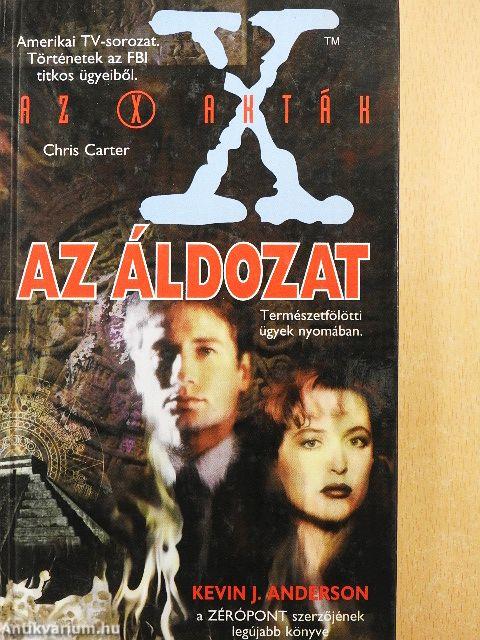 Amerikai TV-sorozat.
Történetek az FBI
titkos ügyeiből.
X™
AZ X AKTÁK
Chris Carter
AZ ÁLDOZAT
Természetfölötti
ügyek nyomában.
KEVIN J. ANDERSON
a ZÉRÓPONT szerzőjének
legújabb könyve
Antikvarium.hu